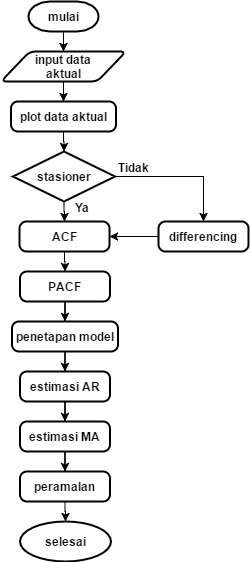 mulai
input data
aktual
plot data aktual
stasioner
Tidak
Ya
ACF
differencing
PACF
penetapan model
estimasi AR
estimasi MA
peramalan
selesai